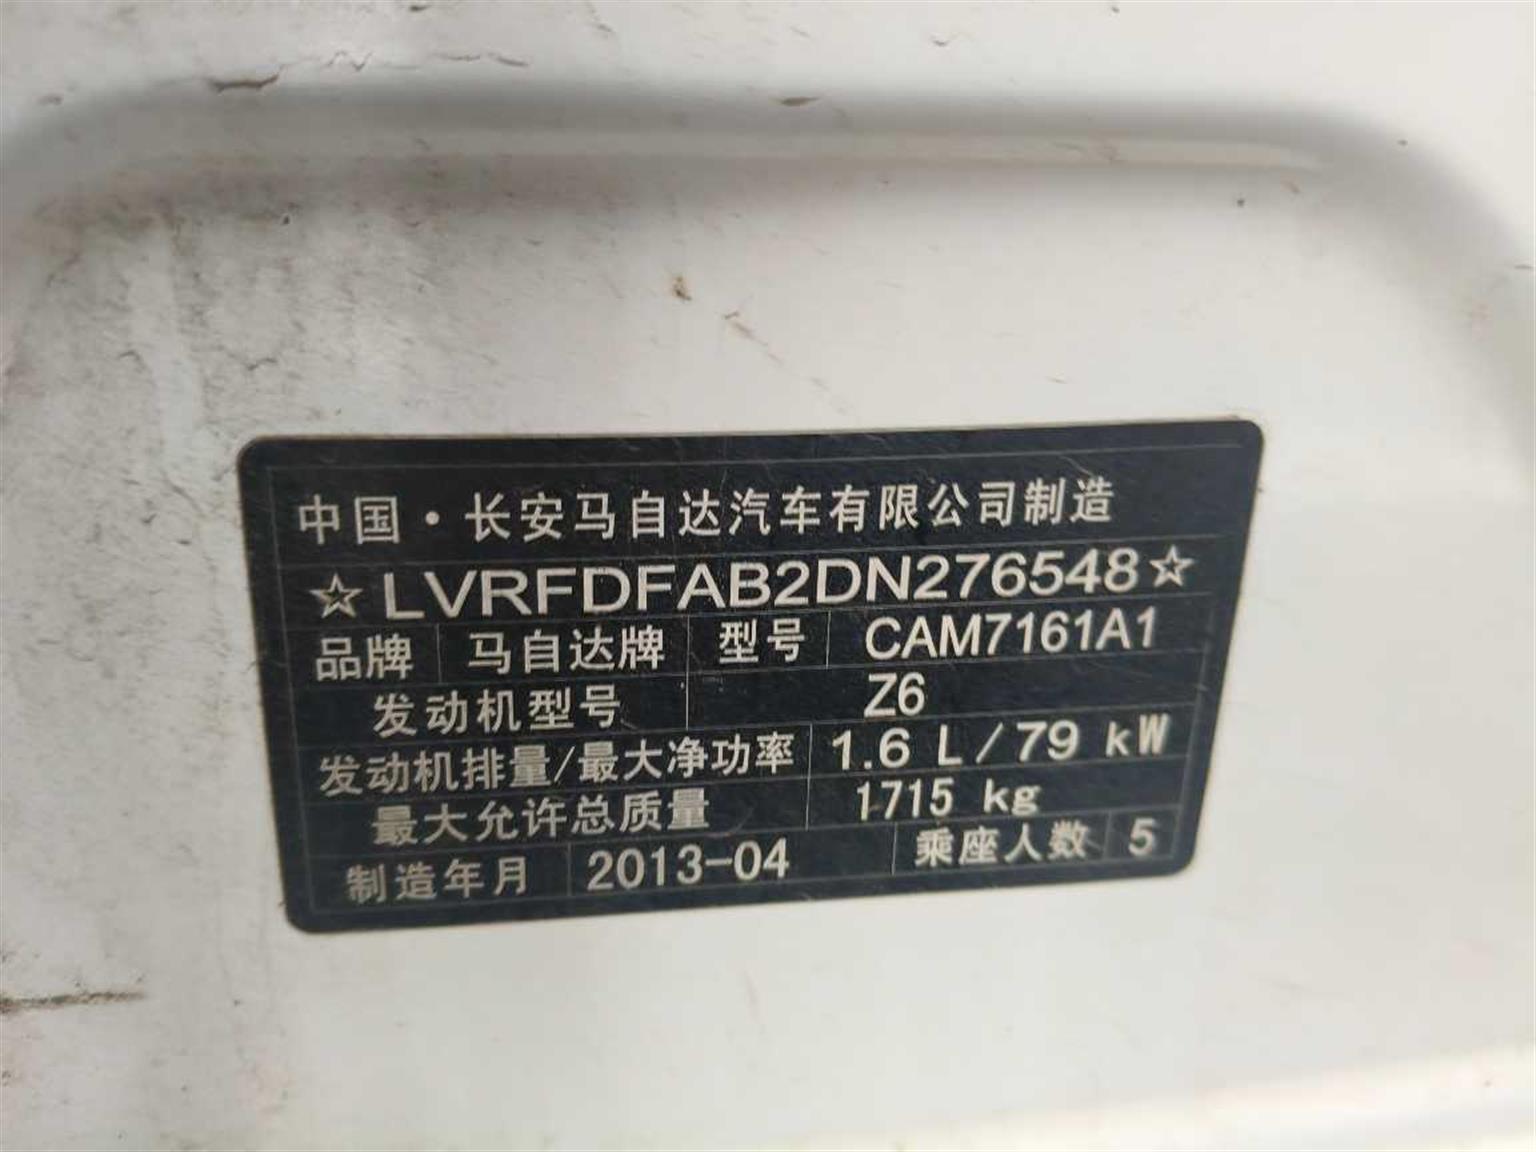 中国·长安马自达汽车有限公司制造
☆LVRFDFAB2DN276548☆
品牌 马自达牌 型号 CAM7161A1
发动机型号 Z6
发动机排量/最大净功率 1.6 L/79 kW
最大允许总质量 1715 kg
制造年月 2013-04 乘座人数 5